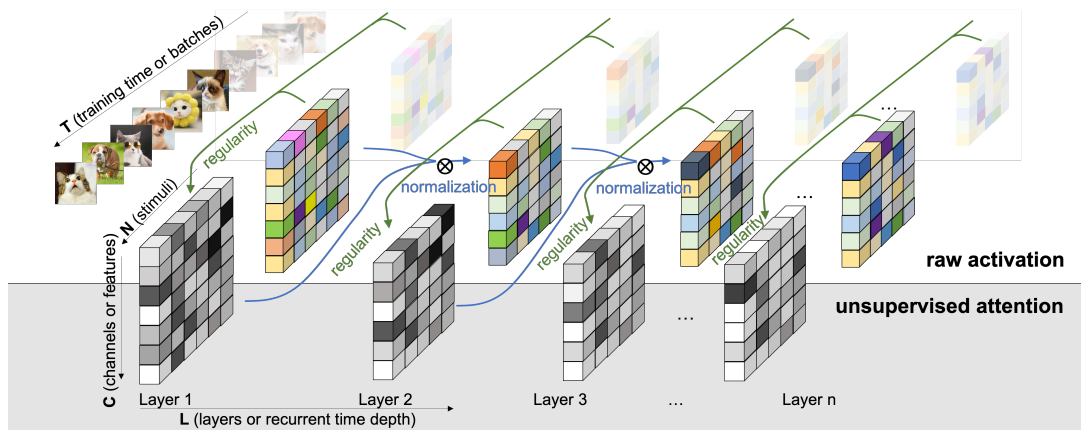 T (training time or batches)
regularity
N (stimuli)
C (channels or features)
normalization
regularity
normalization
regularity
regularity
...
...
...
raw activation
unsupervised attention
Layer 1
Layer 2
Layer 3
...
Layer n
L (layers or recurrent time depth)